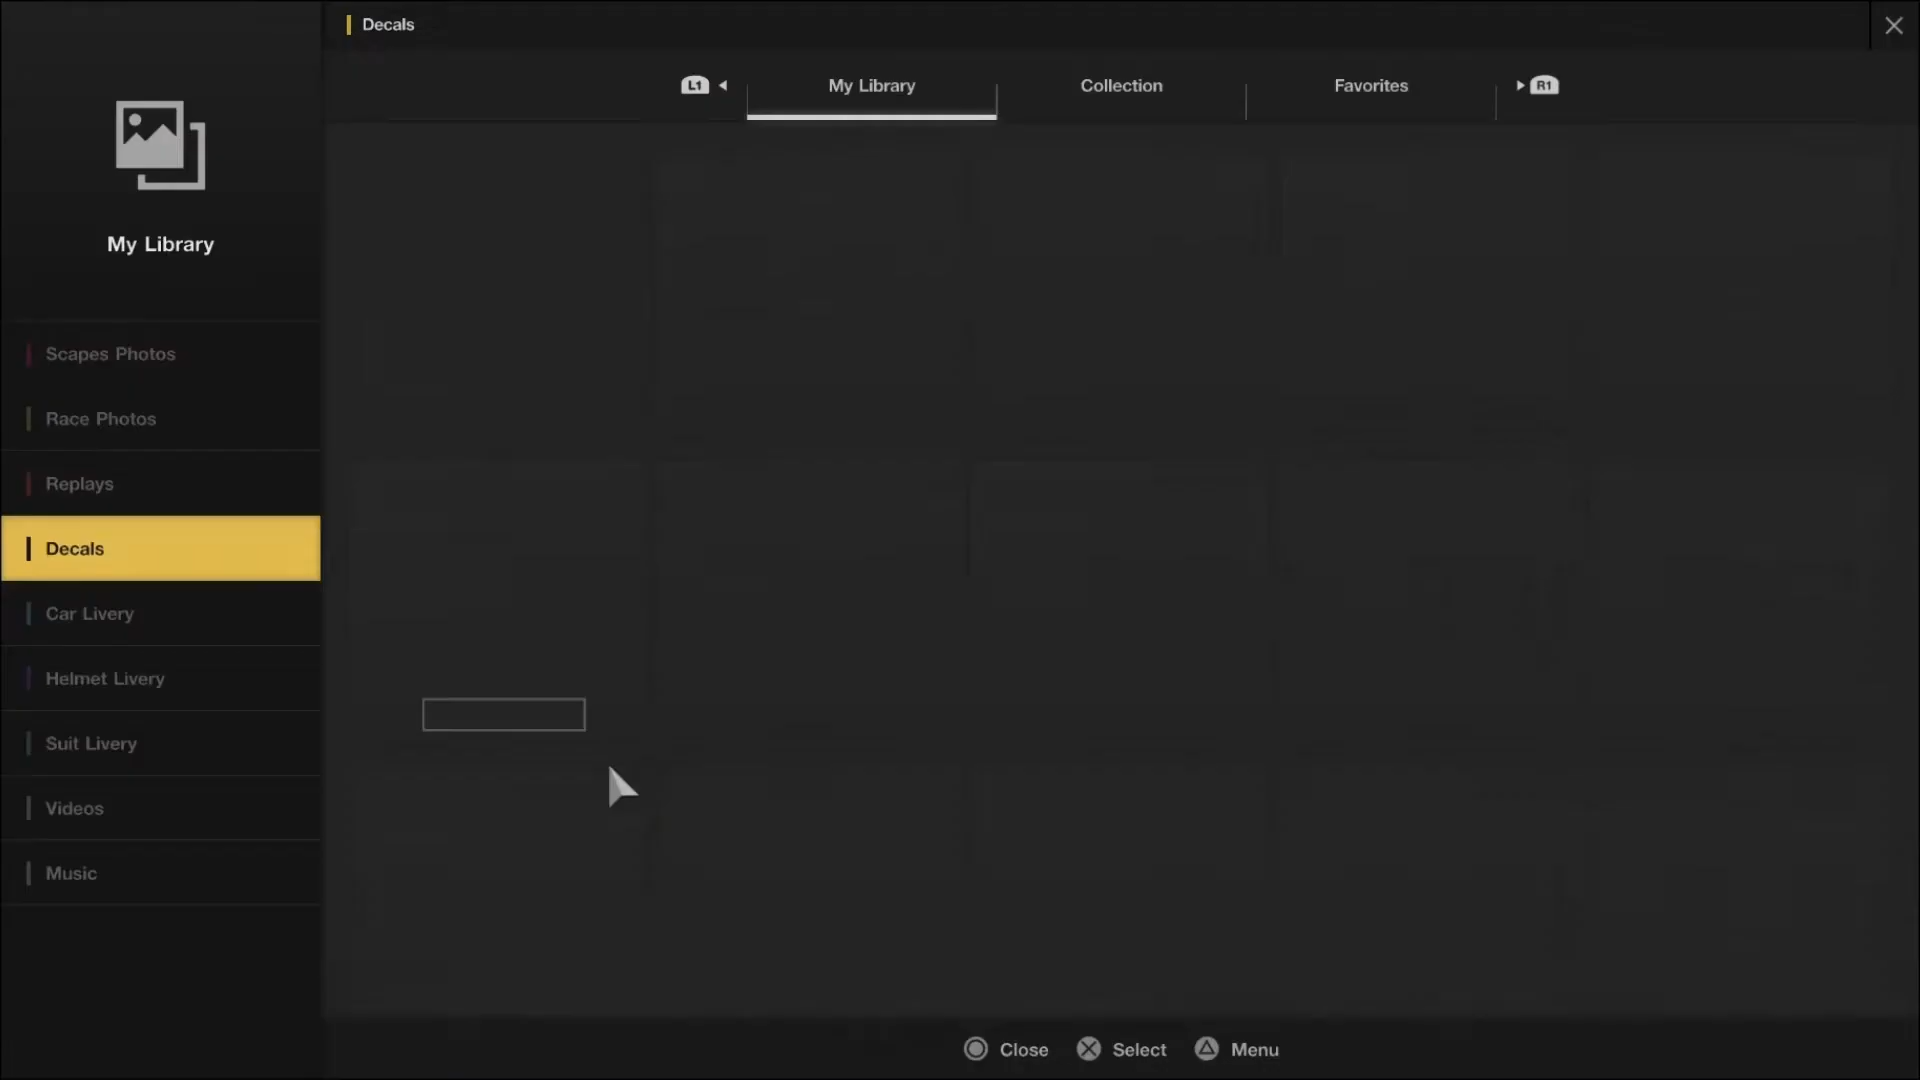 Decals
L1
My Library
Collection
Favorites
R1
My Library
Scapes Photos
Race Photos
Replays
Decals
Car Livery
Helmet Livery
Suit Livery
Videos
Music
Close
Select
Menu